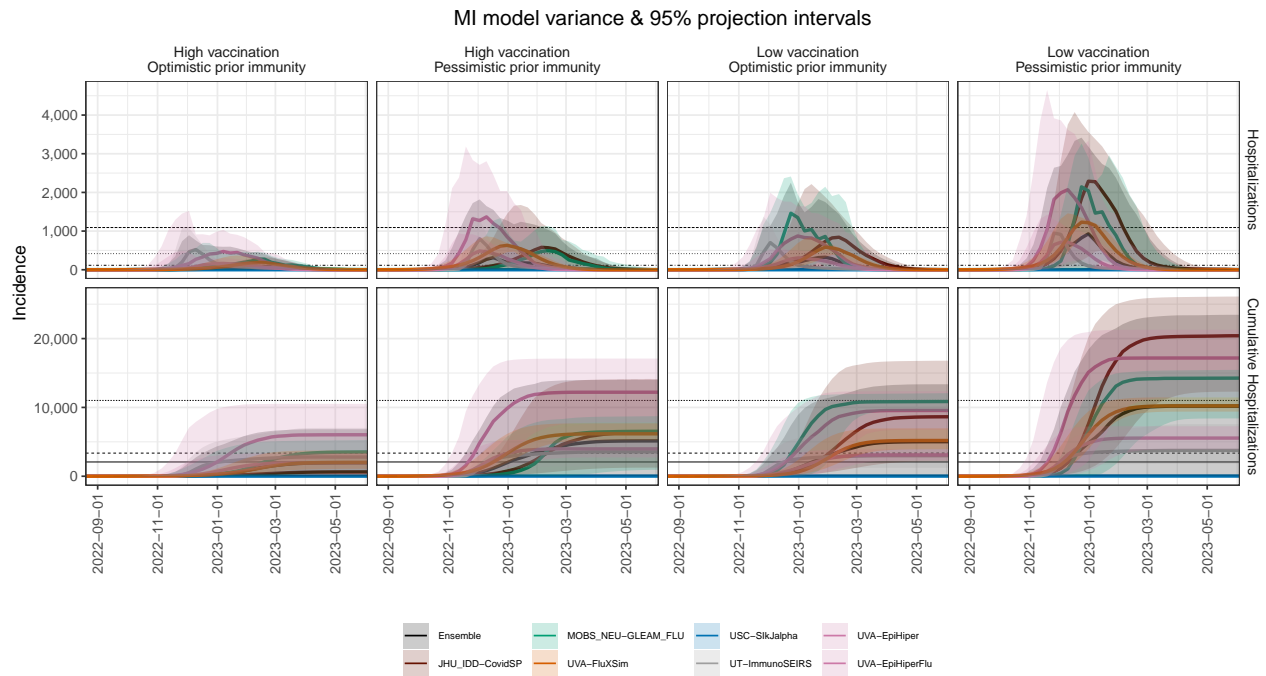 MI model variance & 95% projection intervals
High vaccination
Optimistic prior immunity
High vaccination
Pessimistic prior immunity
Low vaccination
Optimistic prior immunity
Low vaccination
Pessimistic prior immunity
Incidence
4,000
3,000
2,000
1,000
0
Hospitalizations
20,000
10,000
0
Cumulative Hospitalizations
2022−09−01
2022−11−01
2023−01−01
2023−03−01
2023−05−01
2022−09−01
2022−11−01
2023−01−01
2023−03−01
2023−05−01
2022−09−01
2022−11−01
2023−01−01
2023−03−01
2023−05−01
2022−09−01
2022−11−01
2023−01−01
2023−03−01
2023−05−01
Ensemble
MOBS_NEU−GLEAM_FLU
USC−SIkJalpha
UVA−EpiHiper
JHU_IDD−CovidSP
UVA−FluXSim
UT−ImmunoSEIRS
UVA−EpiHiperFlu